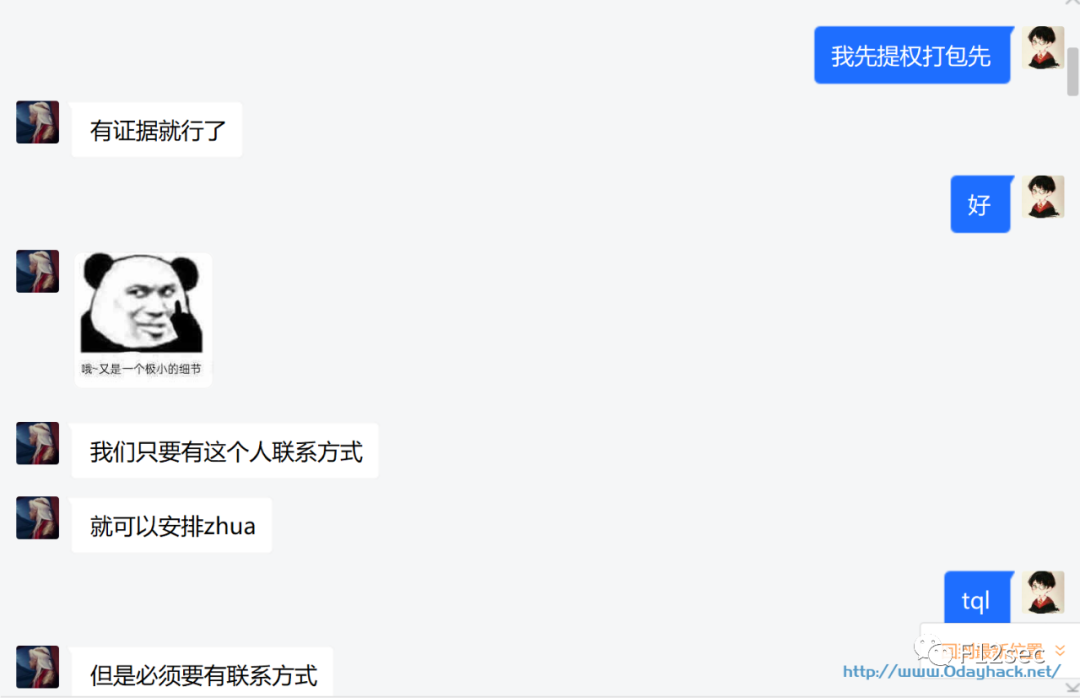 我先提权打包先
有证据就行了
好
哦~又是一个极小的细节
我们只要有这个人联系方式
就可以安排zhua
tql
F12sec
http://www.0dayhack.net/
但是必须要有联系方式